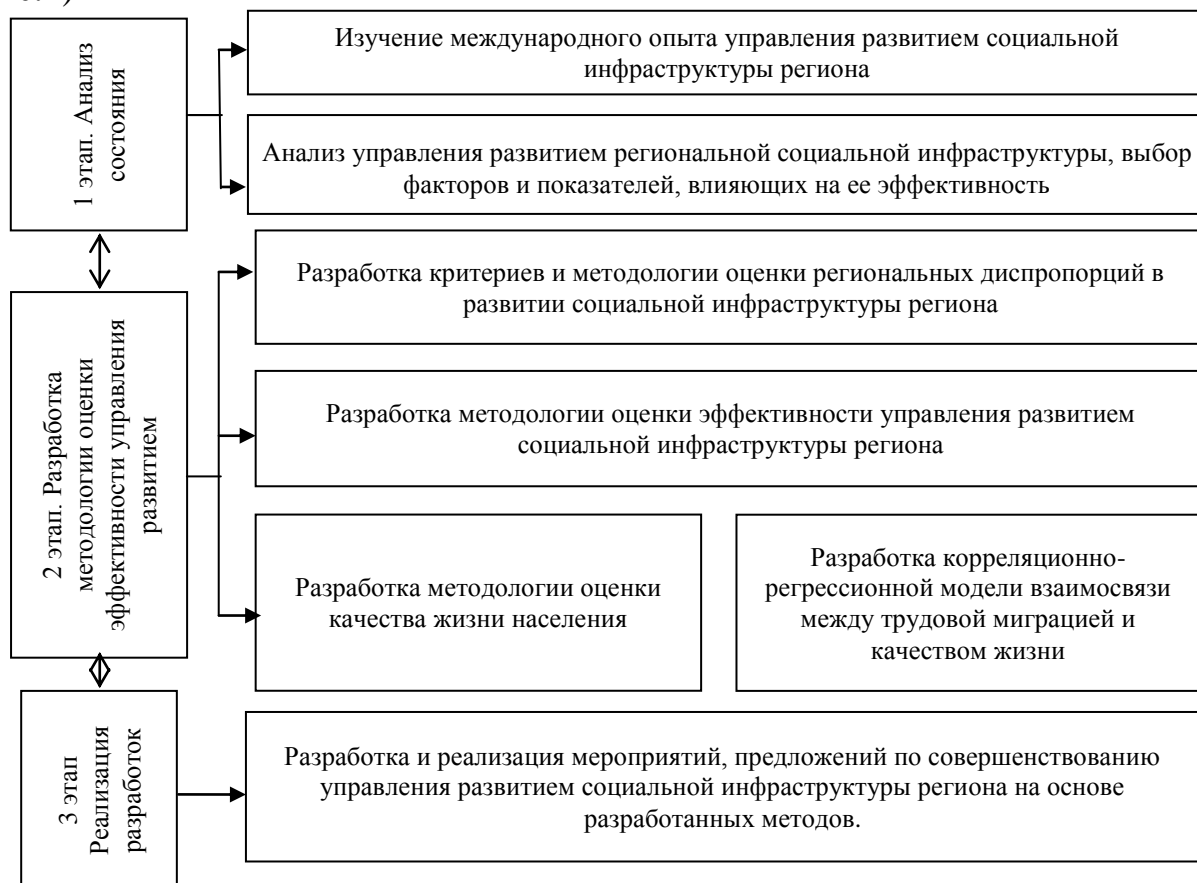 1 этап. Анализ
состояния
Изучение международного опыта управления развитием социальной
инфраструктуры региона
Анализ управления развитием региональной социальной инфраструктуры, выбор
факторов и показателей, влияющих на ее эффективность
2 этап. Разработка
методологии оценки
эффективности управления
развитием
Разработка критериев и методологии оценки региональных диспропорций в
развитии социальной инфраструктуры региона
Разработка методологии оценки эффективности управления развитием
социальной инфраструктуры региона
Разработка методологии оценки
качества жизни населения
Разработка корреляционно-
регрессионной модели взаимосвязи
между трудовой миграцией и
качеством жизни
3 этап
Реализация
разработок
Разработка и реализация мероприятий, предложений по совершенствованию
управления развитием социальной инфраструктуры региона на основе
разработанных методов.